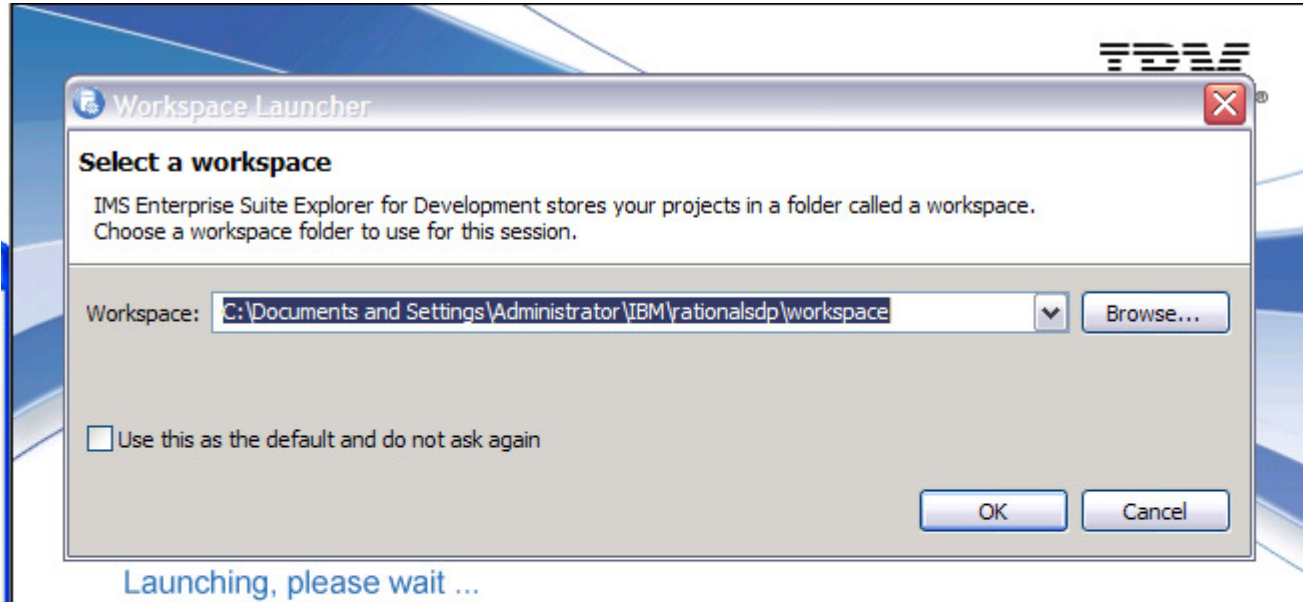 IBM
®
Workspace Launcher
Select a workspace
IMS Enterprise Suite Explorer for Development stores your projects in a folder called a workspace.
Choose a workspace folder to use for this session.
Workspace: C:\Documents and Settings\Administrator\IBM\rationalsdp\workspace Browse...
Use this as the default and do not ask again
OK Cancel
Launching, please wait ...